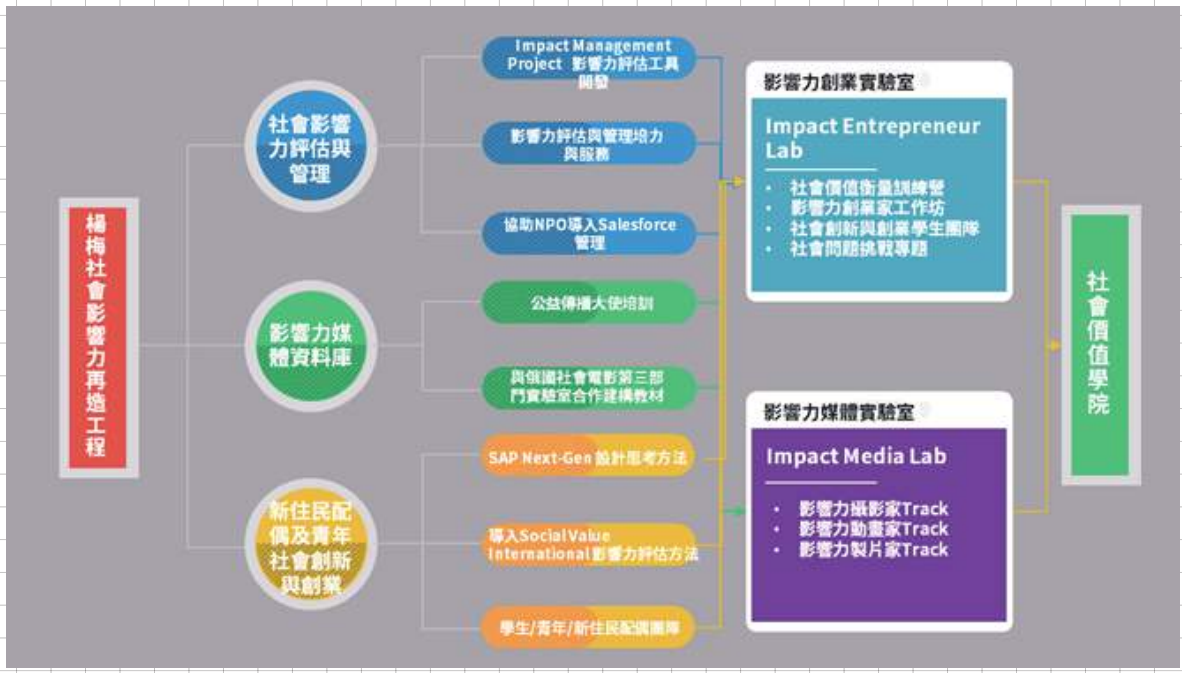 楊梅社會影響力再造工程
社會影響
力評估與
管理
影響力媒
體資料庫
新住民配
偶及青年
社會創新
與創業
Impact Management
Project 影響力評估工具
開發
影響力評估與管理培力
與服務
協助NPO導入Salesforce
管理
公益傳播大使培訓
與俄國社會電影第三部
門實驗室合作建構教材
SAP Next-Gen 設計思考方法
導入Social Value
International影響力評估方法
學生/青年/新住民配偶團隊
影響力創業實驗室
Impact Entrepreneur
Lab
• 社會價值衡量訓練營
• 影響力創業家工作坊
• 社會創新與創業學生團隊
• 社會問題挑戰專題
影響力媒體實驗室
Impact Media Lab
• 影響力攝影家Track
• 影響力動畫家Track
• 影響力製片家Track
社會價值學院